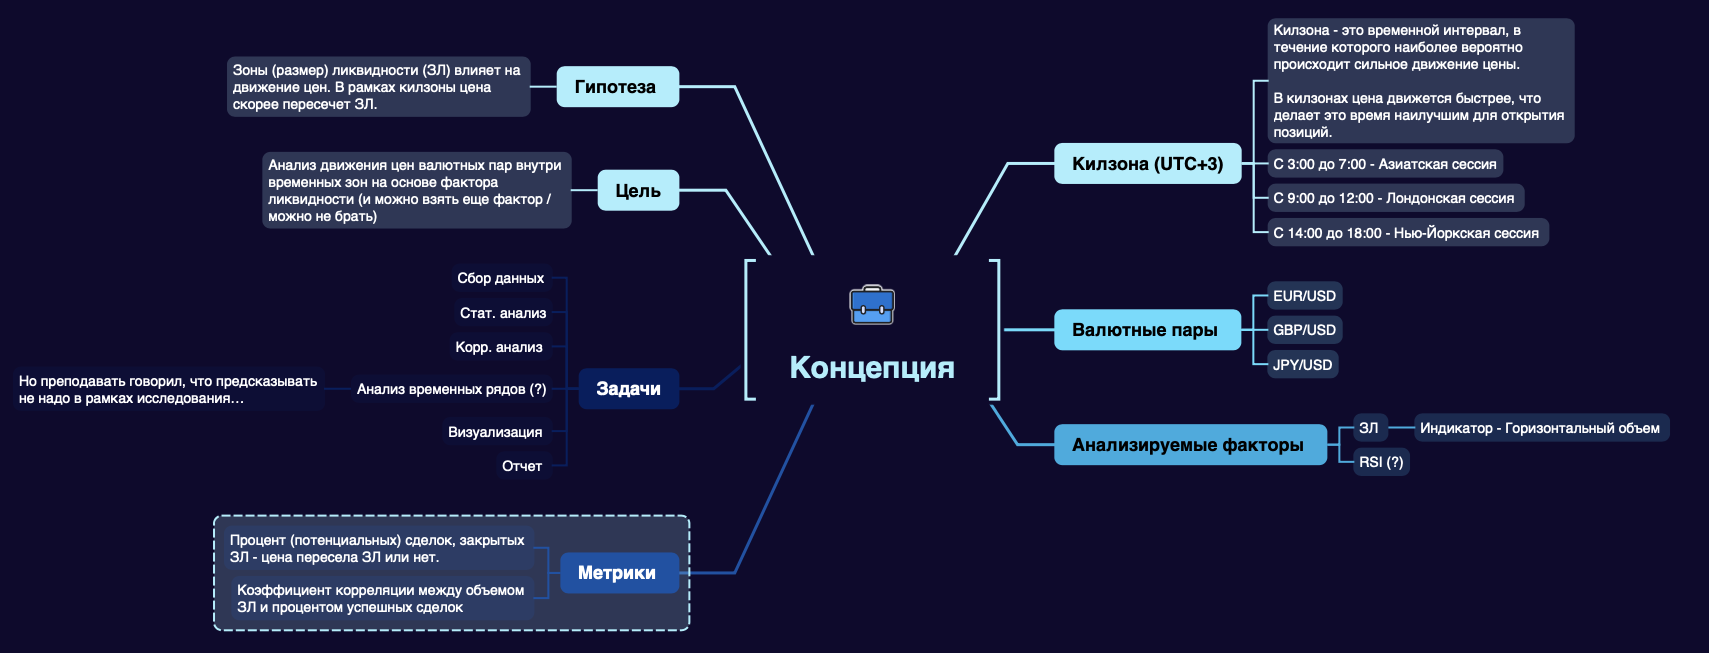 Концепция
Гипотеза
Зоны (размер) ликвидности (ЗЛ) влияет на
движение цен. В рамках килзоны цена
скорее пересечет ЗЛ.
Цель
Анализ движения цен валютных пар внутри
временных зон на основе фактора
ликвидности (и можно взять еще фактор /
можно не брать)
Задачи
Сбор данных
Стат. анализ
Корр. анализ
Анализ временных рядов (?)
Но преподавать говорил, что предсказывать
не надо в рамках исследования...
Визуализация
Отчет
Метрики
Процент (потенциальных) сделок, закрытых
ЗЛ - цена пересела ЗЛ или нет.
Коэффициент корреляции между объемом
ЗЛ и процентом успешных сделок
Килзона (UTC+3)
Килзона - это временной интервал, в
течение которого наиболее вероятно
происходит сильное движение цены.
В килзонах цена движется быстрее, что
делает это время наилучшим для открытия
позиций.
С 3:00 до 7:00 - Азиатская сессия
С 9:00 до 12:00 - Лондонская сессия
С 14:00 до 18:00 - Нью-Йоркская сессия
Валютные пары
EUR/USD
GBP/USD
JPY/USD
Анализируемые факторы
ЗЛ
Индикатор - Горизонтальный объем
RSI (?)